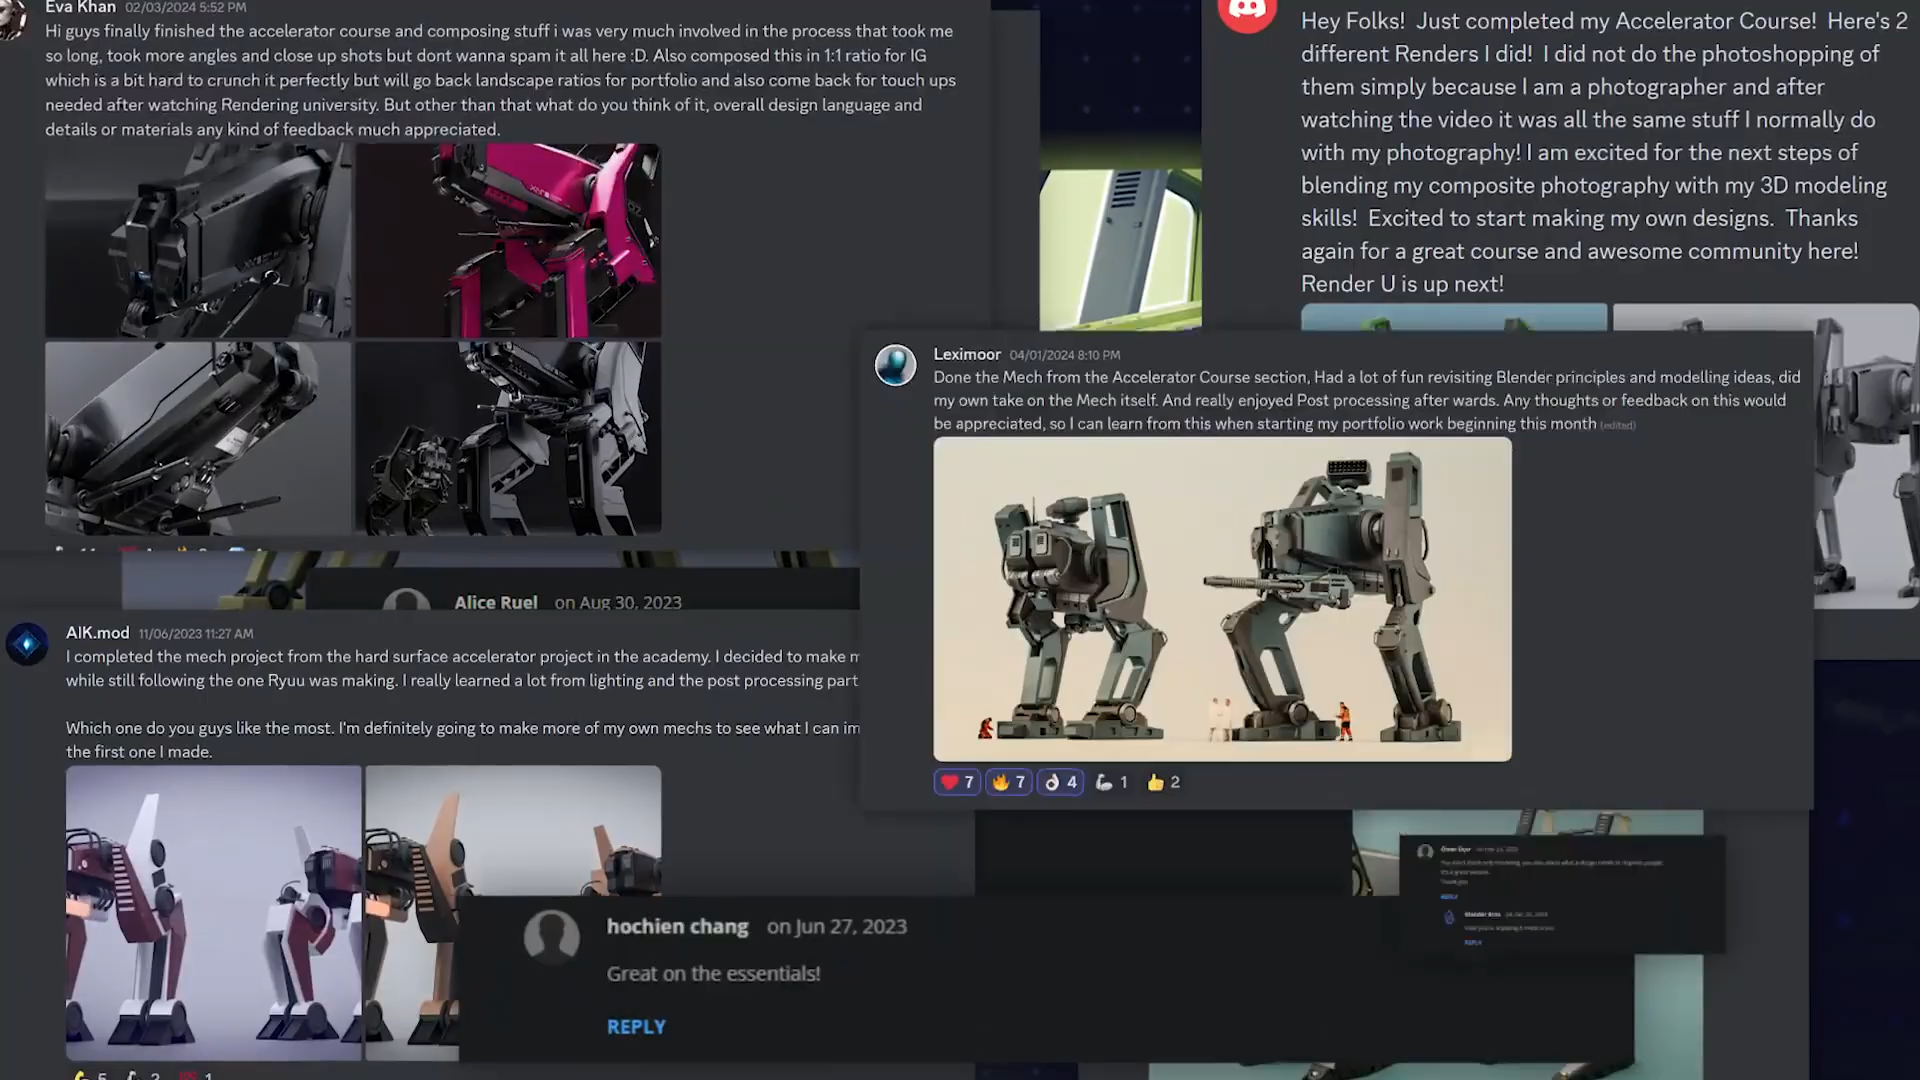 Eva Khan 02/03/2024 5:52 PM
Hi guys finally finished the accelerator course and composing stuff i was very much involved in the process that took me
so long, took more angles and close up shots but dont wanna spam it all here :D. Also composed this in 1:1 ratio for IG
which is a bit hard to crunch it perfectly but will go back landscape ratios for portfolio and also come back for touch ups
needed after watching Rendering university. But other than that what do you think of it, overall design language and
details or materials any kind of feedback much appreciated.
Hey Folks! Just completed my Accelerator Course! Here's 2
different Renders I did! I did not do the photoshopping of
them simply because I am a photographer and after
watching the video it was all the same stuff I normally do
with my photography! I am excited for the next steps of
blending my composite photography with my 3D modeling
skills! Excited to start making my own designs. Thanks
again for a great course and awesome community here!
Render U is up next!
Leximoor 04/01/2024 8:10 PM
Done the Mech from the Accelerator Course section, Had a lot of fun revisiting Blender principles and modelling ideas, did
my own take on the Mech itself. And really enjoyed Post processing after wards. Any thoughts or feedback on this would
be appreciated, so I can learn from this when starting my portfolio work beginning this month (edited)
7 7 4 1 2
Alice Ruel on Aug 30, 2023
AIK.mod 11/06/2023 11:27 AM
I completed the mech project from the hard surface accelerator project in the academy. I decided to make
while still following the one Ryuu was making. I really learned a lot from lighting and the post processing part
Which one do you guys like the most. I'm definitely going to make more of my own mechs to see what I can
the first one I made.
hochien chang on Jun 27, 2023
Great on the essentials!
REPLY
REPLY
REPLY